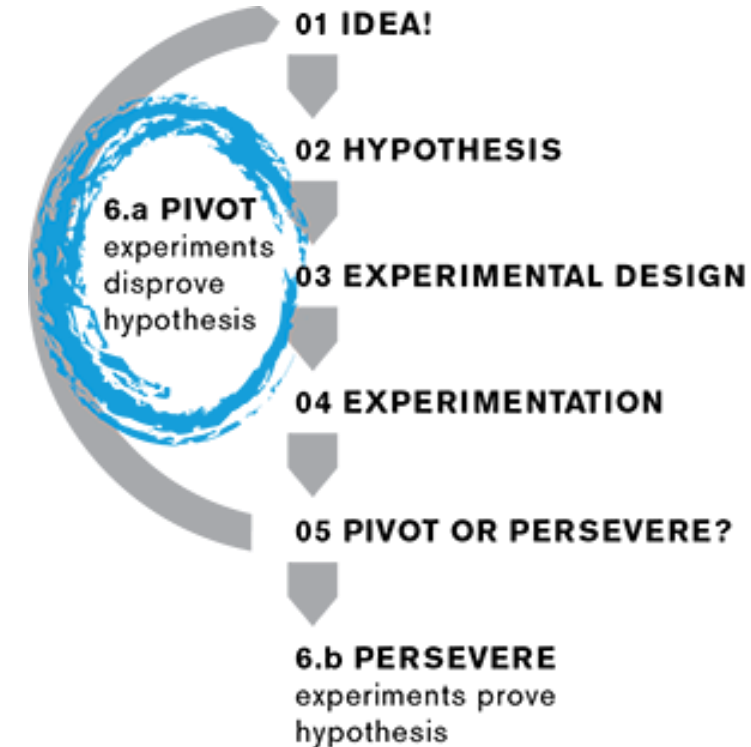 01 IDEA!
02 HYPOTHESIS
6.a PIVOT
experiments
disprove
hypothesis
03 EXPERIMENTAL DESIGN
04 EXPERIMENTATION
05 PIVOT OR PERSEVERE?
6.b PERSEVERE
experiments prove
hypothesis